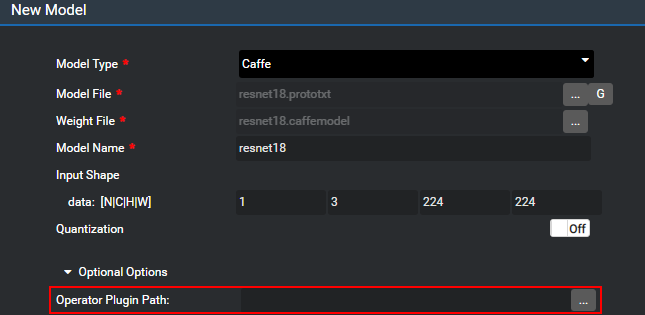 New Model
Model Type * Caffe
Model File * resnet18.prototxt ... G
Weight File * resnet18.caffemodel ...
Model Name * resnet18
Input Shape
data: [N|C|H|W] 1 3 224 224
Quantization Off
Optional Options
Operator Plugin Path: ...